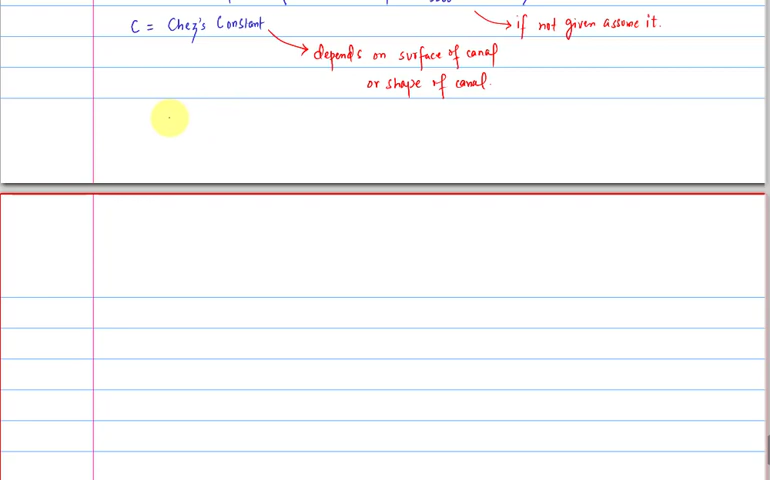 C = Chez's Constant
if not given assume it.
depends on surface of canal
or shape of canal.